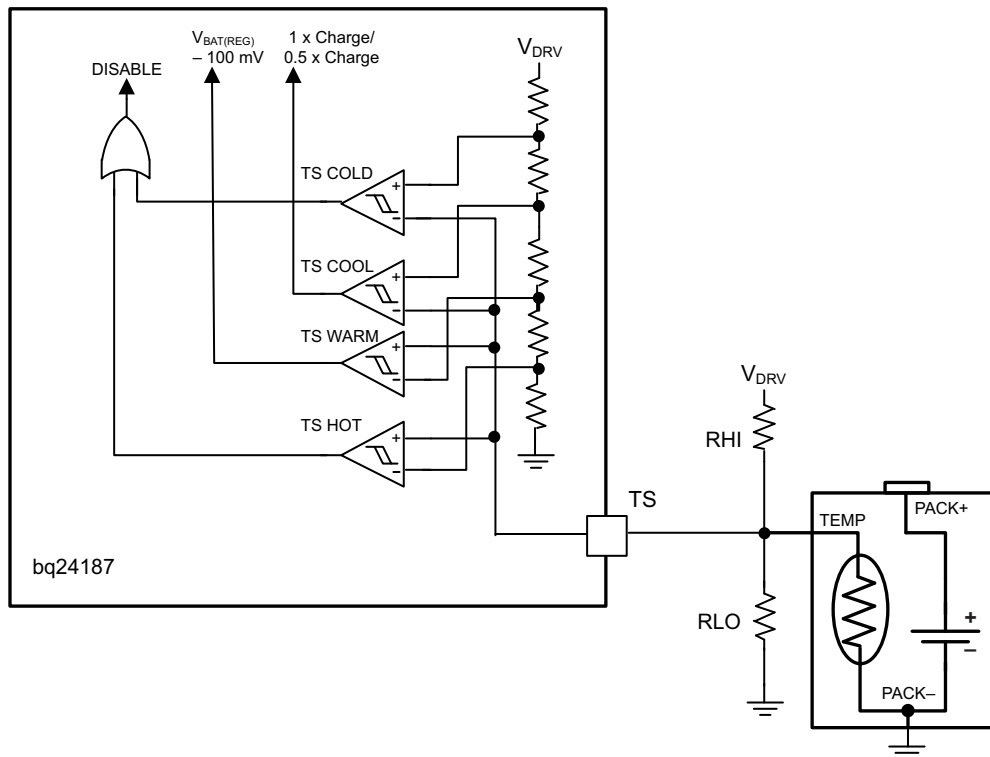 V_BAT(REG)
– 100 mV
1 x Charge/
0.5 x Charge
V_DRV
DISABLE
TS COLD
+
–
TS COOL
+
–
TS WARM
+
–
TS HOT
+
–
bq24187
TS
V_DRV
RHI
RLO
TEMP
PACK+
+
–
PACK–